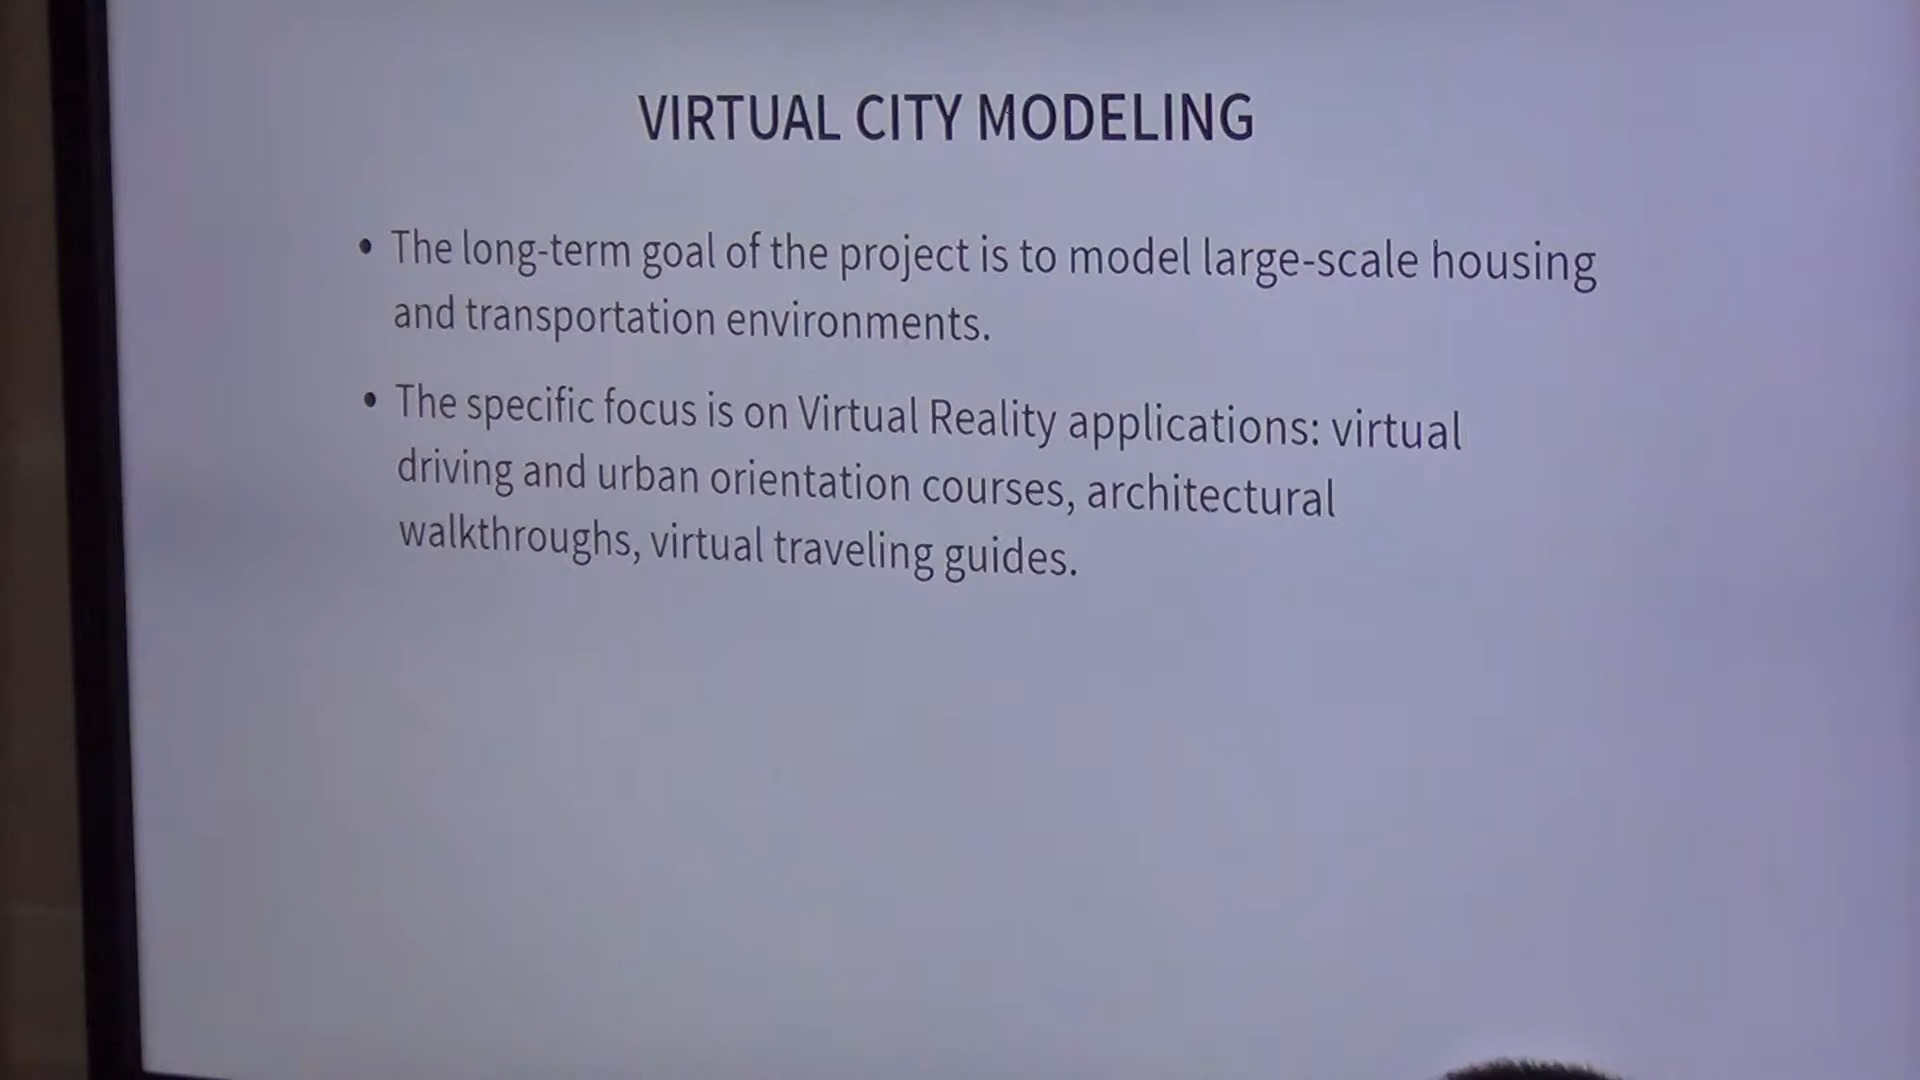 VIRTUAL CITY MODELING
• The long-term goal of the project is to model large-scale housing
and transportation environments.
• The specific focus is on Virtual Reality applications: virtual
driving and urban orientation courses, architectural
walkthroughs, virtual traveling guides.